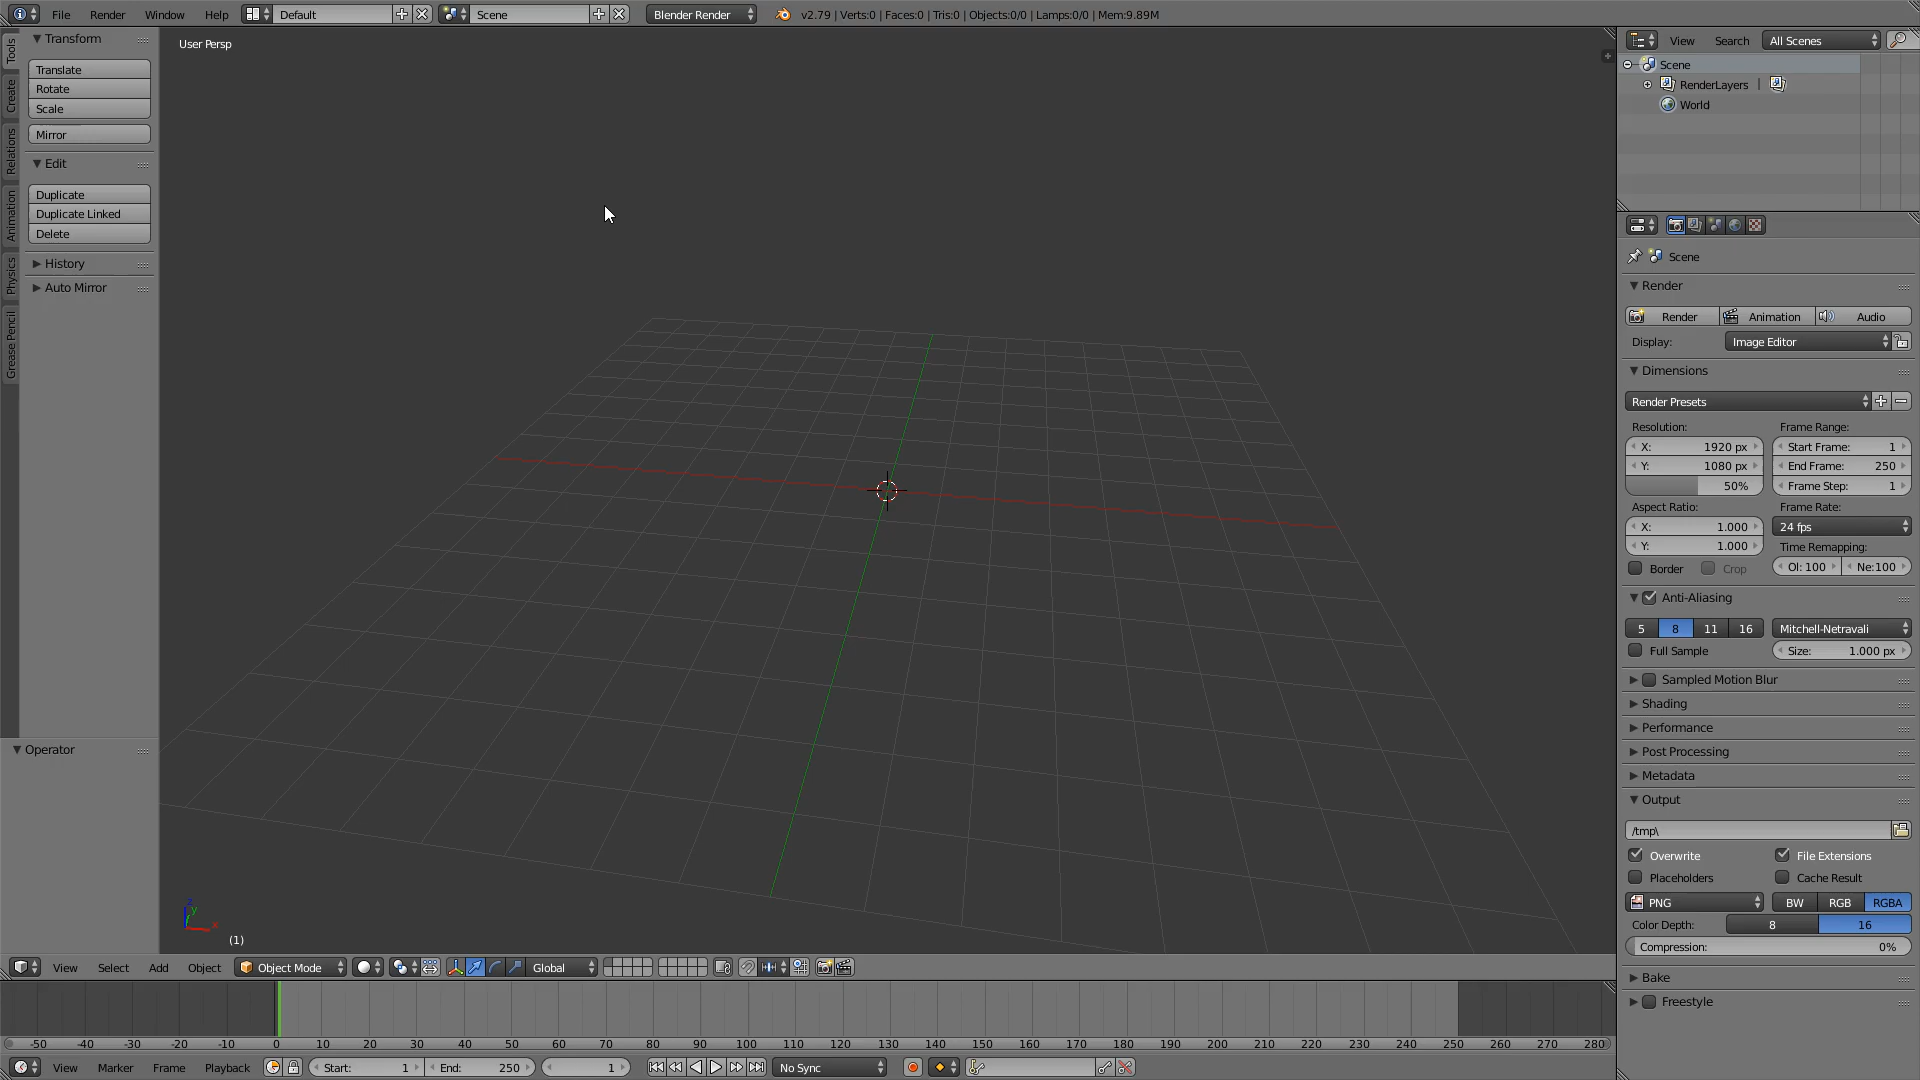 File Render Window Help Default Scene Blender Render v2.79 | Verts:0 | Faces:0 | Tris:0 | Objects:0/0 | Lamps:0/0 | Mem:9.89M
Tools
Create
Relations
Animation
Physics
Grease Pencil
Transform
Translate
Rotate
Scale
Mirror
Edit
Duplicate
Duplicate Linked
Delete
History
Auto Mirror
Operator
User Persp
z
y
x
(1)
View Select Add Object Object Mode Global
-50 -40 -30 -20 -10 0 10 20 30 40 50 60 70 80 90 100 110 120 130 140 150 160 170 180 190 200 210 220 230 240 250 260 270 280
View Marker Frame Playback Start: 1 End: 250 1 No Sync
View Search All Scenes
Scene
RenderLayers |
World
Scene
Render
Render Animation Audio
Display: Image Editor
Dimensions
Render Presets
Resolution: Frame Range:
X: 1920 px Start Frame: 1
Y: 1080 px End Frame: 250
50% Frame Step: 1
Aspect Ratio: Frame Rate:
X: 1.000 24 fps
Y: 1.000 Time Remapping:
Border Crop Ol: 100 Ne:100
Anti-Aliasing
5 8 11 16 Mitchell-Netravali
Full Sample Size: 1.000 px
Sampled Motion Blur
Shading
Performance
Post Processing
Metadata
Output
/tmp\
Overwrite File Extensions
Placeholders Cache Result
PNG BW RGB RGBA
Color Depth: 8 16
Compression: 0%
Bake
Freestyle